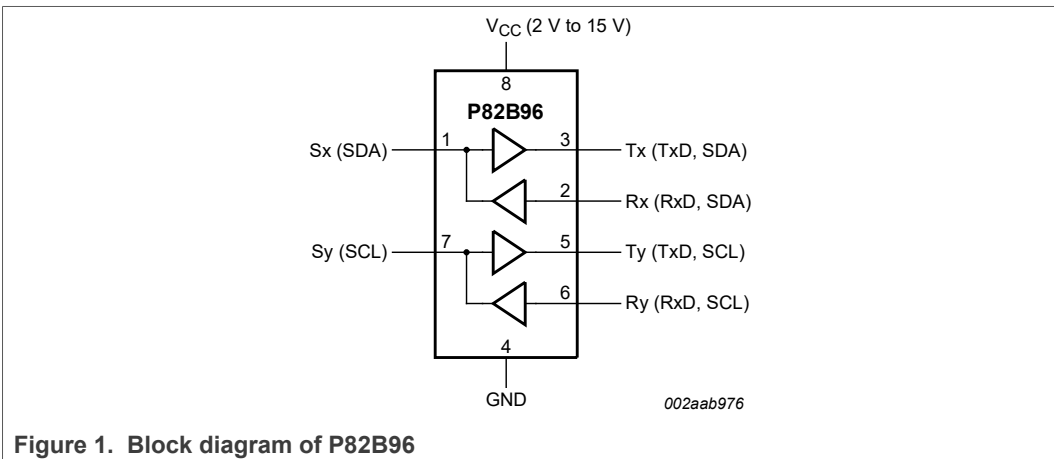 VCC (2 V to 15 V)
8
P82B96
Sx (SDA) 1 3 Tx (TxD, SDA)
2 Rx (RxD, SDA)
Sy (SCL) 7 5 Ty (TxD, SCL)
6 Ry (RxD, SCL)
4
GND
002aab976
Figure 1. Block diagram of P82B96